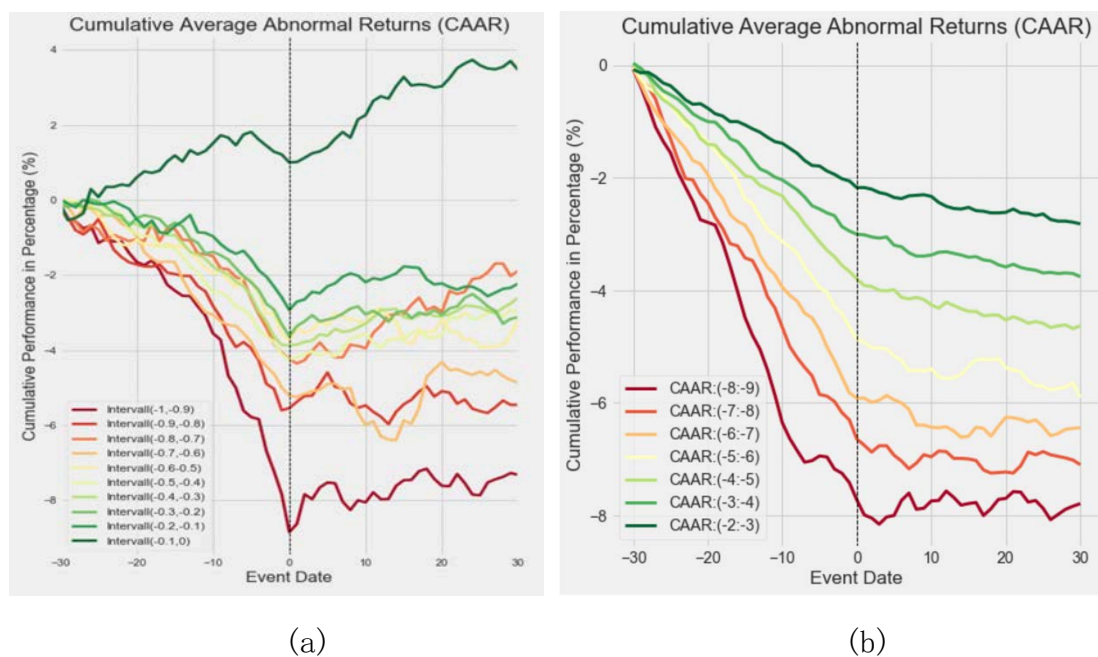 Cumulative Average Abnormal Returns (CAAR)
4
2
0
−2
−4
−6
−8
Cumulative Performance in Percentage (%)
Intervall(-1,-0.9)
Intervall(-0.9,-0.8)
Intervall(-0.8,-0.7)
Intervall(-0.7,-0.6)
Intervall(-0.6-0.5)
Intervall(-0.5,-0.4)
Intervall(-0.4,-0.3)
Intervall(-0.3,-0.2)
Intervall(-0.2,-0.1)
Intervall(-0.1,0)
−30 −20 −10 0 10 20 30
Event Date
(a)
Cumulative Average Abnormal Returns (CAAR)
0
−2
−4
−6
−8
Cumulative Performance in Percentage (%)
CAAR:(-8:-9)
CAAR:(-7:-8)
CAAR:(-6:-7)
CAAR:(-5:-6)
CAAR:(-4:-5)
CAAR:(-3:-4)
CAAR:(-2:-3)
−30 −20 −10 0 10 20 30
Event Date
(b)